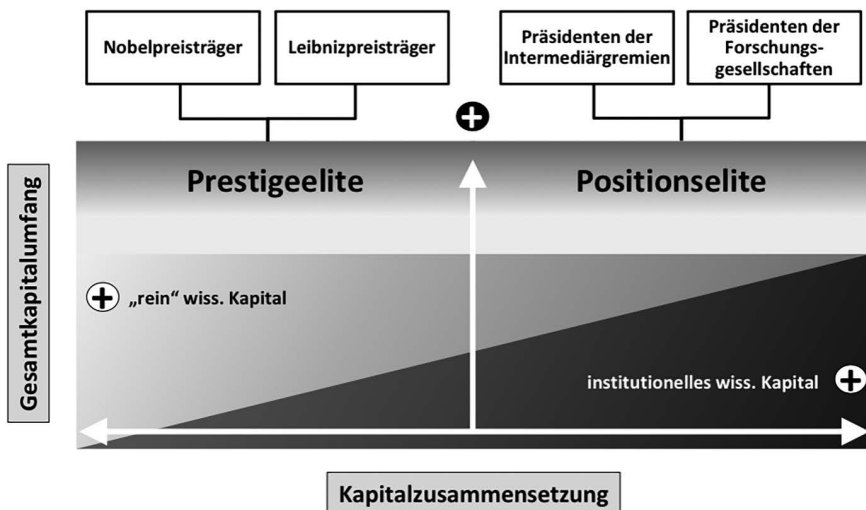 Nobelpreisträger
Leibnizpreisträger
Präsidenten der
Intermediärgremien
Präsidenten der
Forschungs-
gesellschaften
Prestigeelite
Positionselite
Gesamtkapitalumfang
„rein“ wiss. Kapital
institutionelles wiss. Kapital
Kapitalzusammensetzung